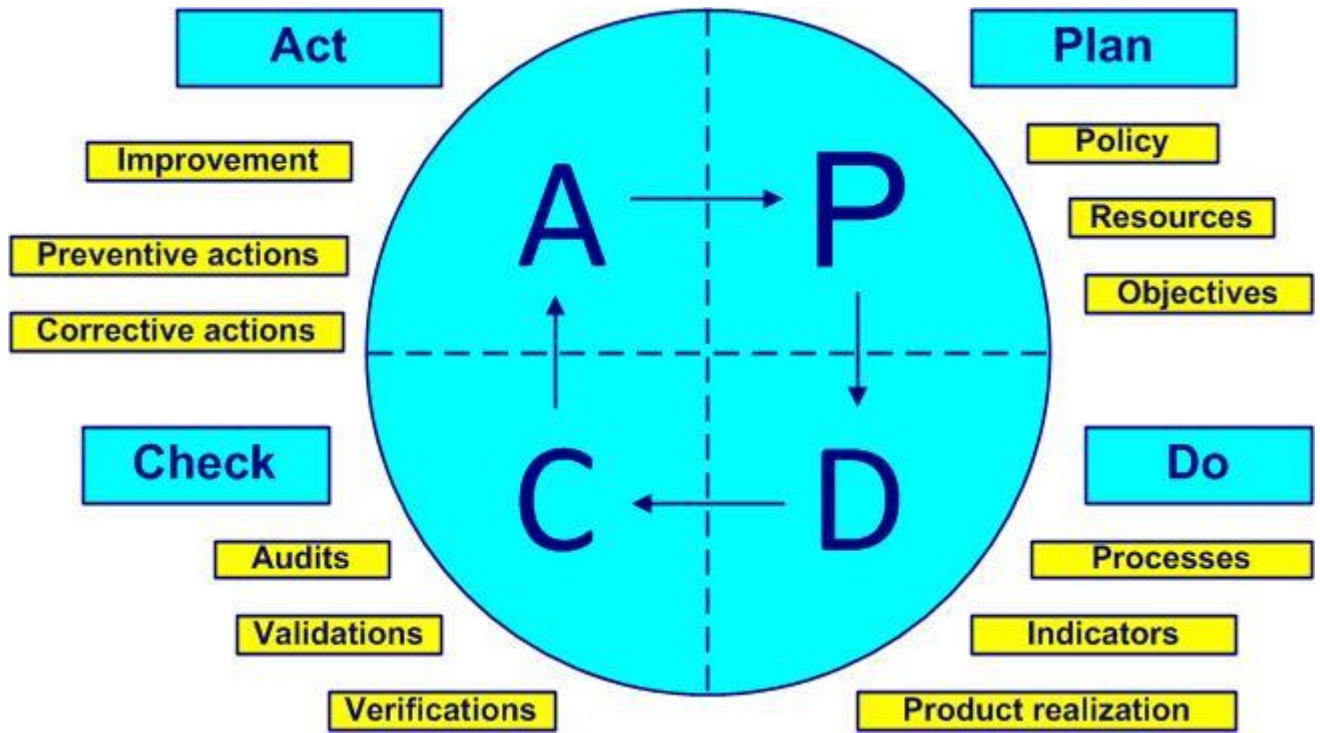 Act
Plan
Improvement
Policy
Preventive actions
Resources
Corrective actions
Objectives
A
P
C
D
Check
Do
Audits
Processes
Validations
Indicators
Verifications
Product realization